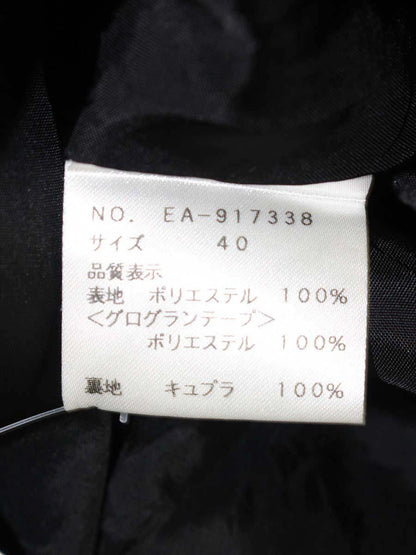 NO. EA-917338
サイズ 40
品質表示
表地 ポリエステル 100%
<グログランテープ>
ポリエステル 100%
裏地 キュプラ 100%